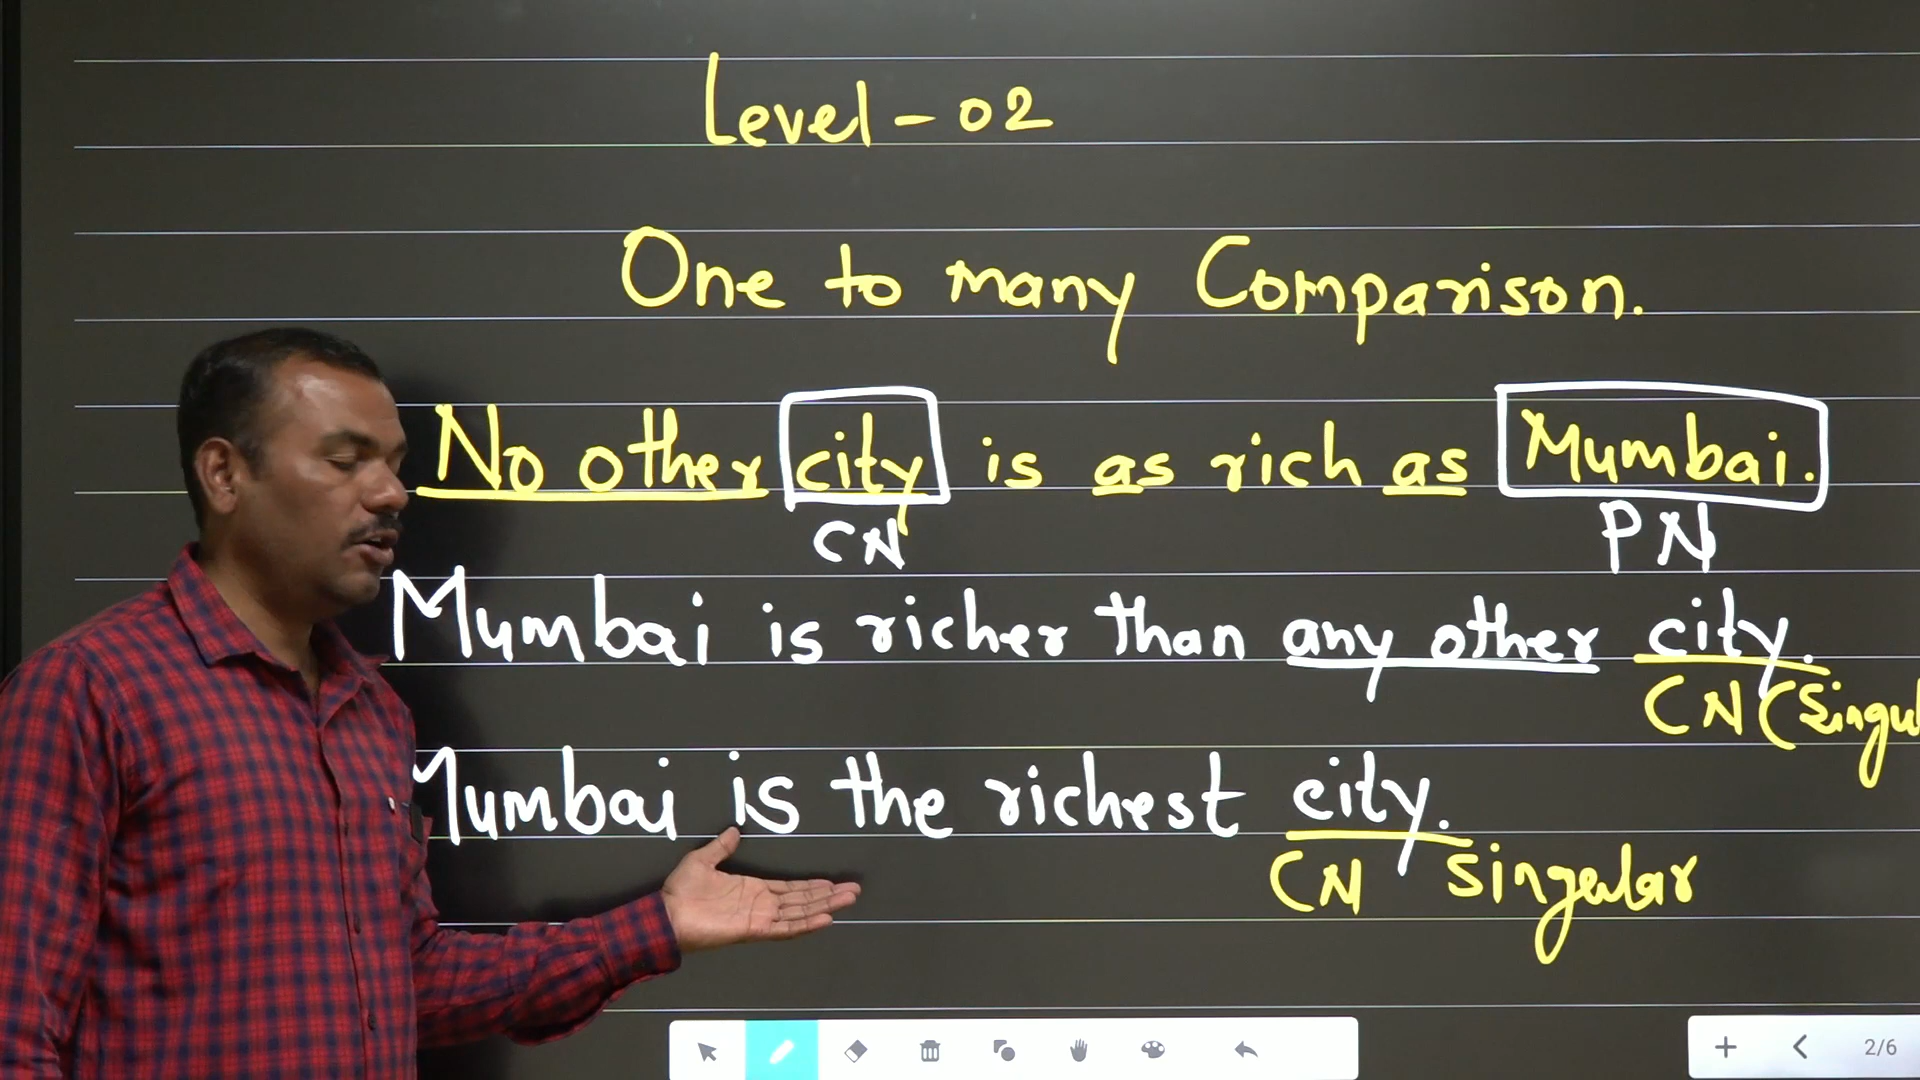 Level - 02
One to many Comparison.
No other city is as rich as Mumbai.
CN PN
Mumbai is richer than any other city.
CN (Singul
Mumbai is the richest city.
CN Singular
2/6